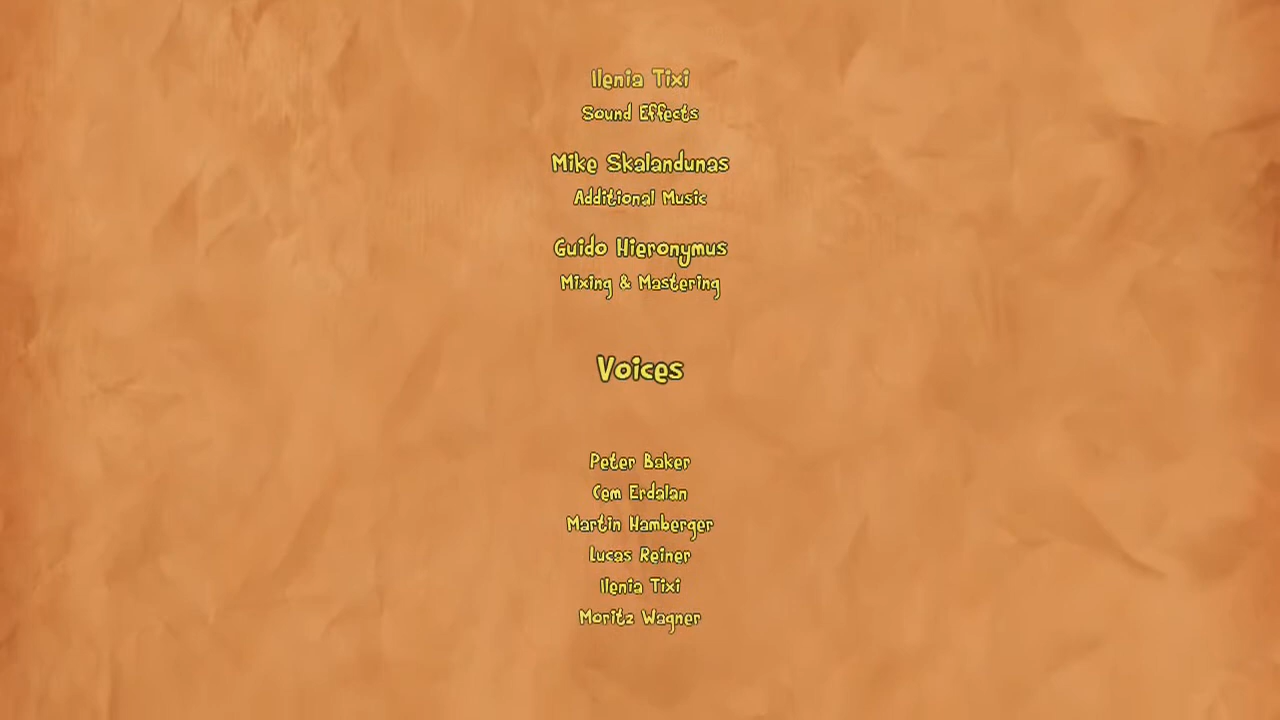 Ilenia Tixi
Sound Effects
Mike Skalandunas
Additional Music
Guido Hieronymus
Mixing & Mastering
Voices
Peter Baker
Cem Erdalan
Martin Hamberger
Lucas Reiner
Ilenia Tixi
Moritz Wagner